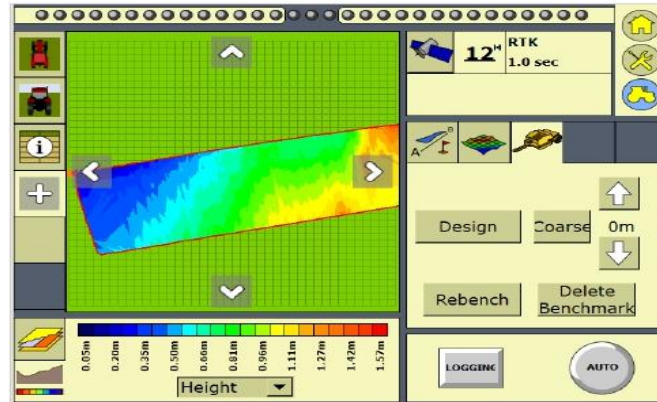 12"
RTK
1.0 sec
A
B
i
Design
Coarse
0m
Rebench
Delete
Benchmark
0.05m
0.20m
0.35m
0.50m
0.66m
0.81m
0.96m
1.11m
1.27m
1.42m
1.57m
Height
LOGGING
AUTO